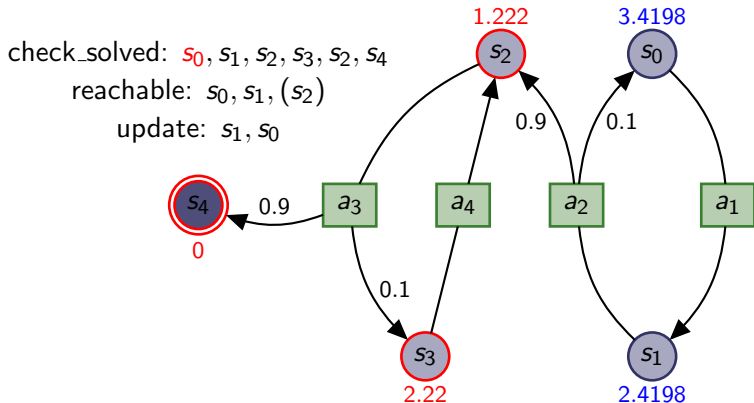 1.222
3.4198
check_solved: s₀, s₁, s₂, s₃, s₂, s₄
s₂
s₀
reachable: s₀, s₁, (s₂)
0.9
0.1
update: s₁, s₀
s₄
0.9
a₃
a₄
a₂
a₁
0
0.1
s₃
s₁
2.22
2.4198